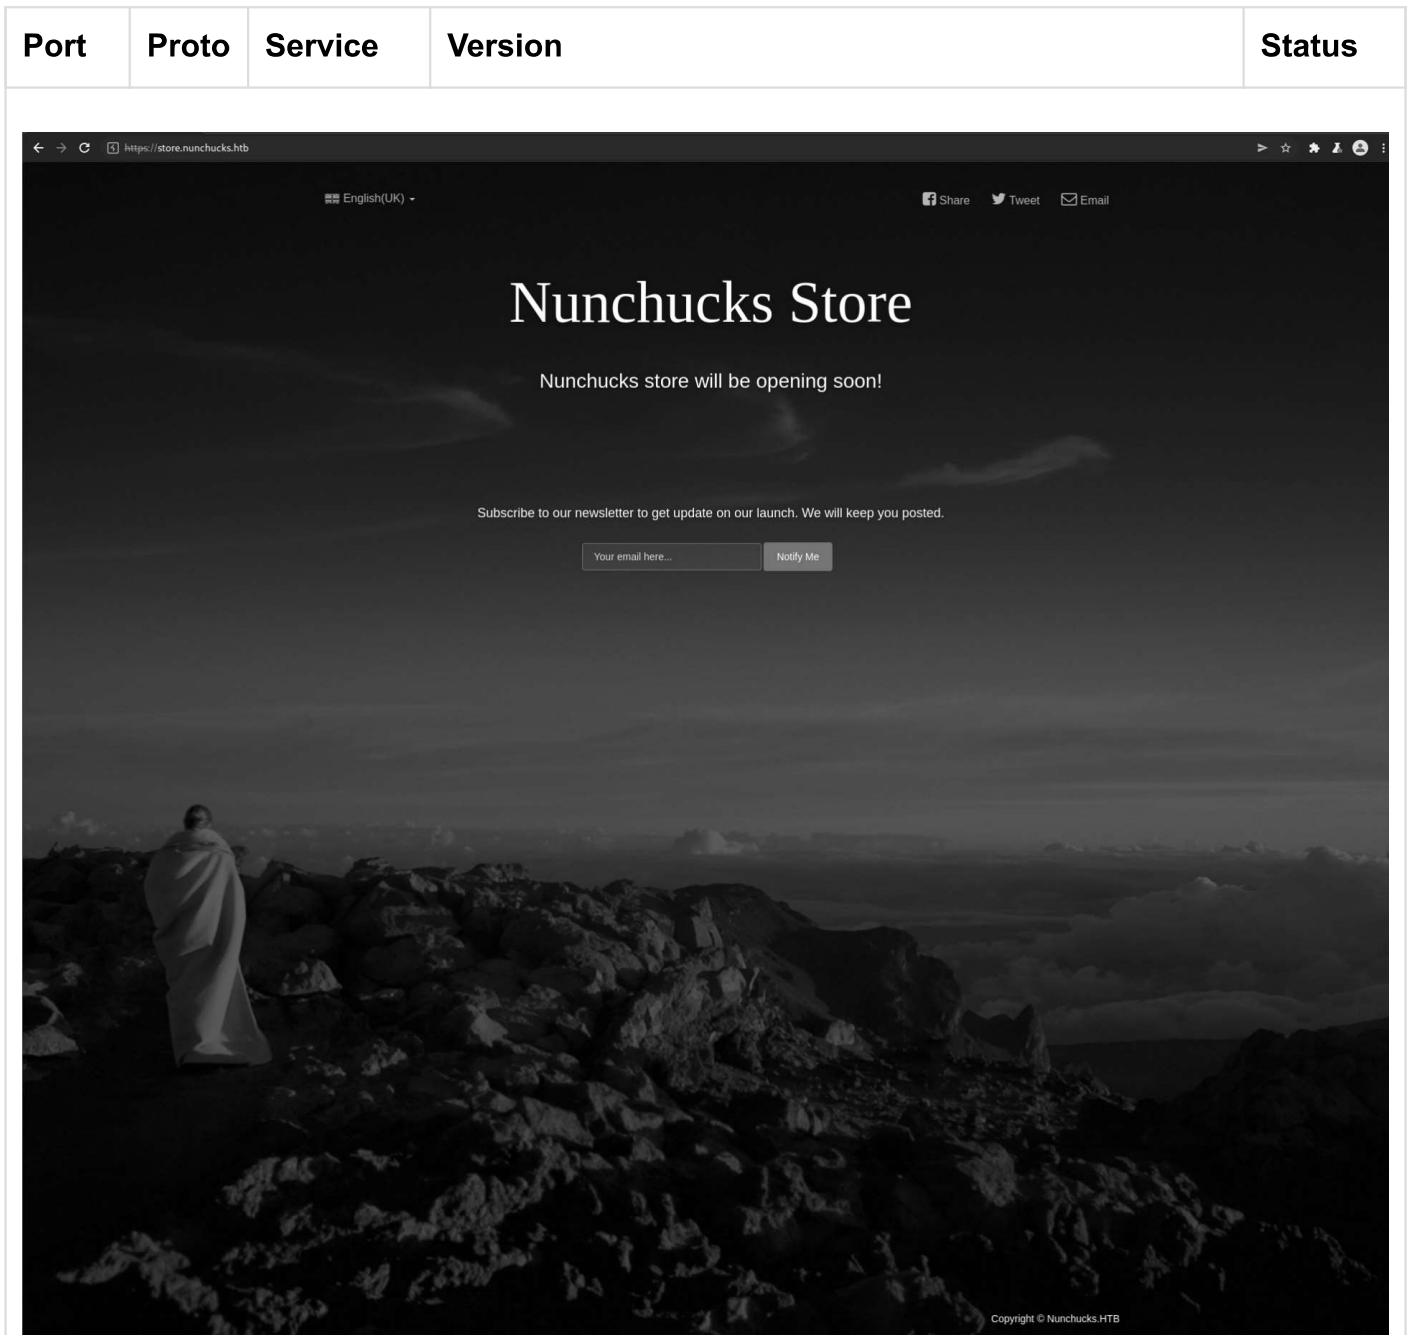 Port Proto Service Version Status
https://store.nunchucks.htb
English(UK) Share Tweet Email
Nunchucks Store
Nunchucks store will be opening soon!
Subscribe to our newsletter to get update on our launch. We will keep you posted.
Your email here... Notify Me
Copyright © Nunchucks.HTB